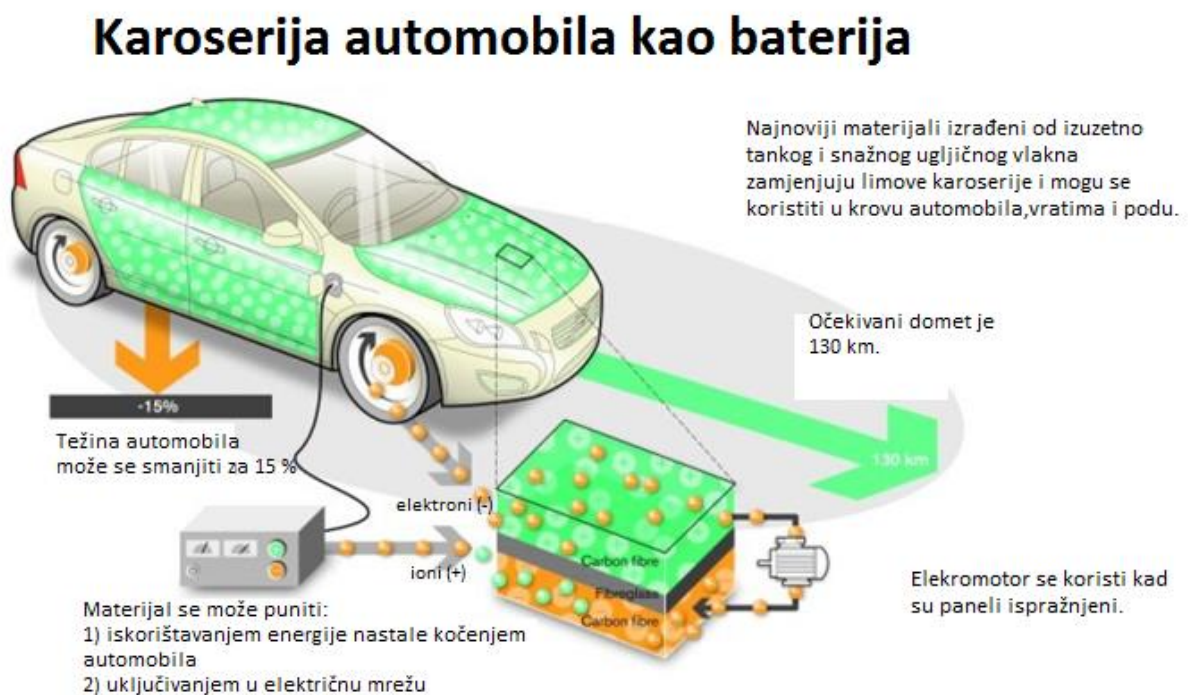 Karoserija automobila kao baterija
Najnoviji materijali izrađeni od izuzetno
tankog i snažnog ugljičnog vlakna
zamjenjuju limove karoserije i mogu se
koristiti u krovu automobila,vratima i podu.
Očekivani domet je
130 km.
-15%
Težina automobila
može se smanjiti za 15 %
130 km
elektroni (-)
ioni (+)
Carbon fibre
Fibreglass
Carbon fibre
Elekromotor se koristi kad
su paneli ispražnjeni.
Materijal se može puniti:
1) iskorištavanjem energije nastale kočenjem
automobila
2) uključivanjem u električnu mrežu